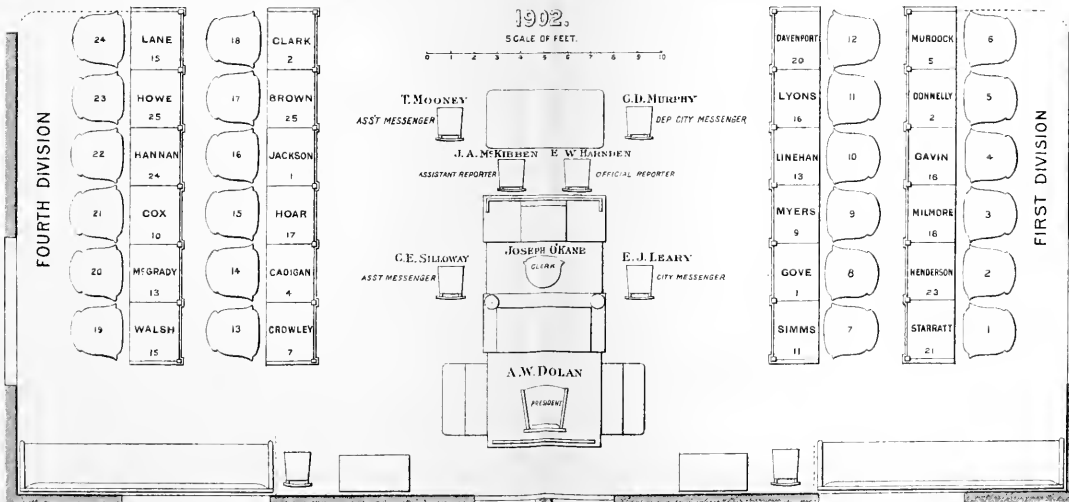 1902.
SCALE OF FEET.
0 1 2 3 4 5 6 7 8 9 10
FOURTH DIVISION
24 LANE 15
23 HOWE 25
22 HANNAN 24
21 COX 10
20 McGRADY 13
19 WALSH 15
18 CLARK 2
17 BROWN 25
16 JACKSON 1
15 HOAR 17
14 CADIGAN 4
13 CROWLEY 7
T. MOONEY
ASS'T MESSENGER
C.D. MURPHY
DEP CITY MESSENGER
J. A. McKIBBEN
ASSISTANT REPORTER
E W HARNDEN
OFFICIAL REPORTER
JOSEPH O'KANE
CLERK
C.E. SILLOWAY
ASS'T MESSENGER
E. J. LEARY
CITY MESSENGER
A.W. DOLAN
PRESIDENT
DAVENPORT 20 12
LYONS 16 11
LINEHAN 13 10
MYERS 9 9
GOVE 1 8
SIMMS 11 7
MURDOCK 5 6
DONNELLY 2 5
GAVIN 16 4
MILMORE 18 3
HENDERSON 23 2
STARRATT 21 1
FIRST DIVISION